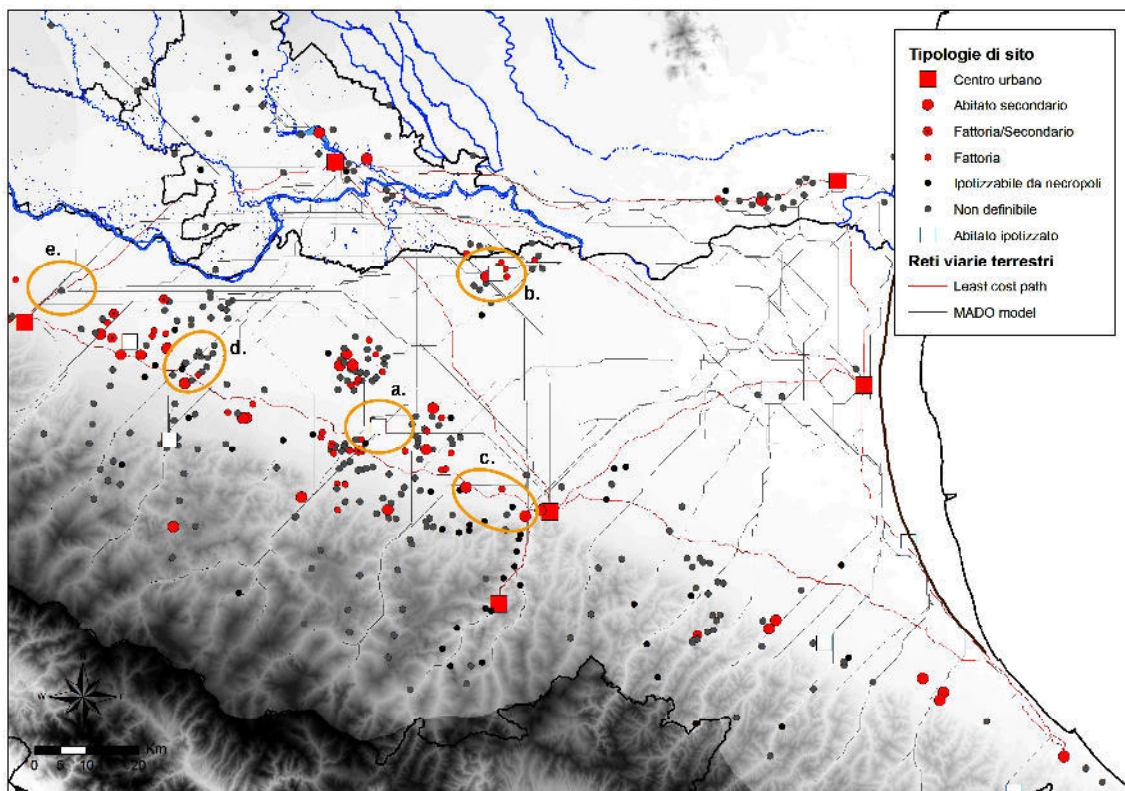 Tipologie di sito
Centro urbano
Abitato secondario
Fattoria/Secondario
Fattoria
Ipotizzabile da necropoli
Non definibile
Abitato ipotizzato
Reti viarie terrestri
Least cost path
MADO model
e.
b.
d.
a.
c.
W
Km
0 5 10 20